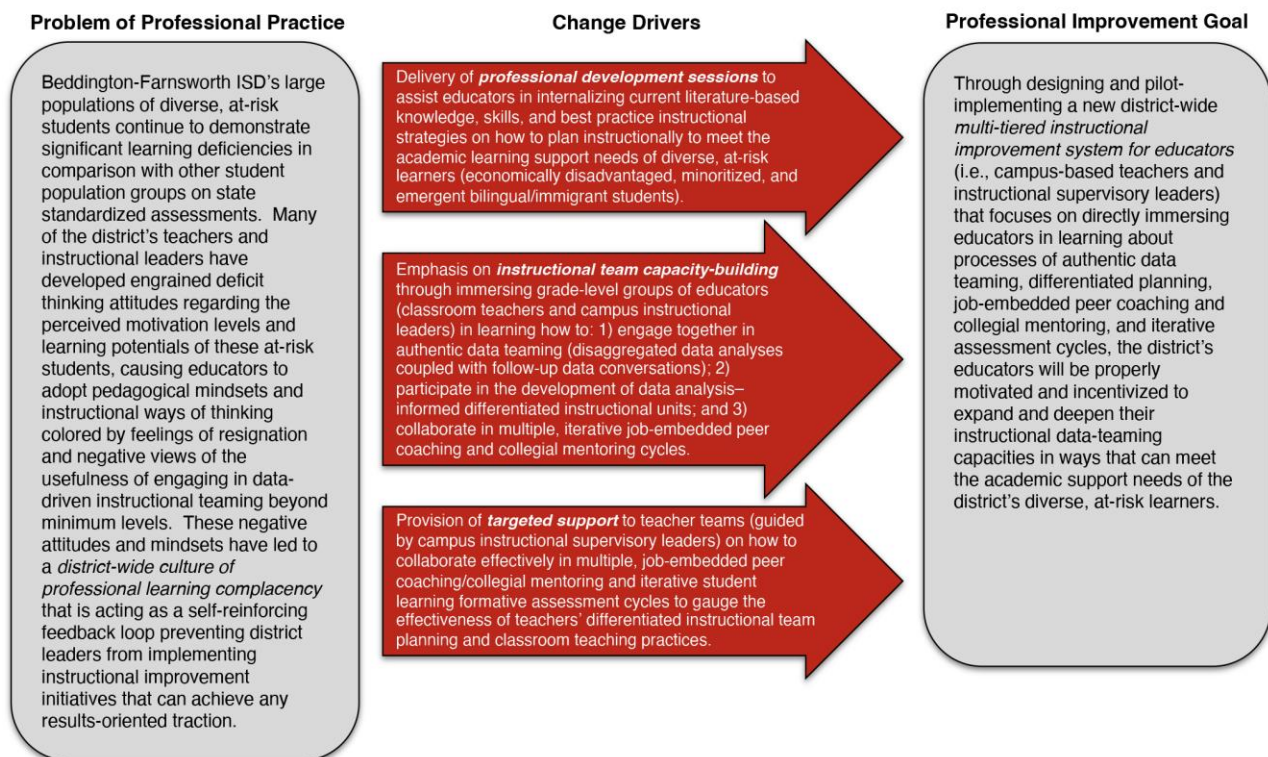 Problem of Professional Practice
Beddington-Farnsworth ISD's large
populations of diverse, at-risk
students continue to demonstrate
significant learning deficiencies in
comparison with other student
population groups on state
standardized assessments.  Many
of the district's teachers and
instructional leaders have
developed engrained deficit
thinking attitudes regarding the
perceived motivation levels and
learning potentials of these at-risk
students, causing educators to
adopt pedagogical mindsets and
instructional ways of thinking
colored by feelings of resignation
and negative views of the
usefulness of engaging in data-
driven instructional teaming beyond
minimum levels.  These negative
attitudes and mindsets have led to
a district-wide culture of
professional learning complacency
that is acting as a self-reinforcing
feedback loop preventing district
leaders from implementing
instructional improvement
initiatives that can achieve any
results-oriented traction.
Change Drivers
Delivery of professional development sessions to
assist educators in internalizing current literature-based
knowledge, skills, and best practice instructional
strategies on how to plan instructionally to meet the
academic learning support needs of diverse, at-risk
learners (economically disadvantaged, minoritized, and
emergent bilingual/immigrant students).
Emphasis on instructional team capacity-building
through immersing grade-level groups of educators
(classroom teachers and campus instructional
leaders) in learning how to: 1) engage together in
authentic data teaming (disaggregated data analyses
coupled with follow-up data conversations); 2)
participate in the development of data analysis–
informed differentiated instructional units; and 3)
collaborate in multiple, iterative job-embedded peer
coaching and collegial mentoring cycles.
Provision of targeted support to teacher teams (guided
by campus instructional supervisory leaders) on how to
collaborate effectively in multiple, job-embedded peer
coaching/collegial mentoring and iterative student
learning formative assessment cycles to gauge the
effectiveness of teachers' differentiated instructional team
planning and classroom teaching practices.
Professional Improvement Goal
Through designing and pilot-
implementing a new district-wide
multi-tiered instructional
improvement system for educators
(i.e., campus-based teachers and
instructional supervisory leaders)
that focuses on directly immersing
educators in learning about
processes of authentic data
teaming, differentiated planning,
job-embedded peer coaching and
collegial mentoring, and iterative
assessment cycles, the district's
educators will be properly
motivated and incentivized to
expand and deepen their
instructional data-teaming
capacities in ways that can meet
the academic support needs of the
district's diverse, at-risk learners.